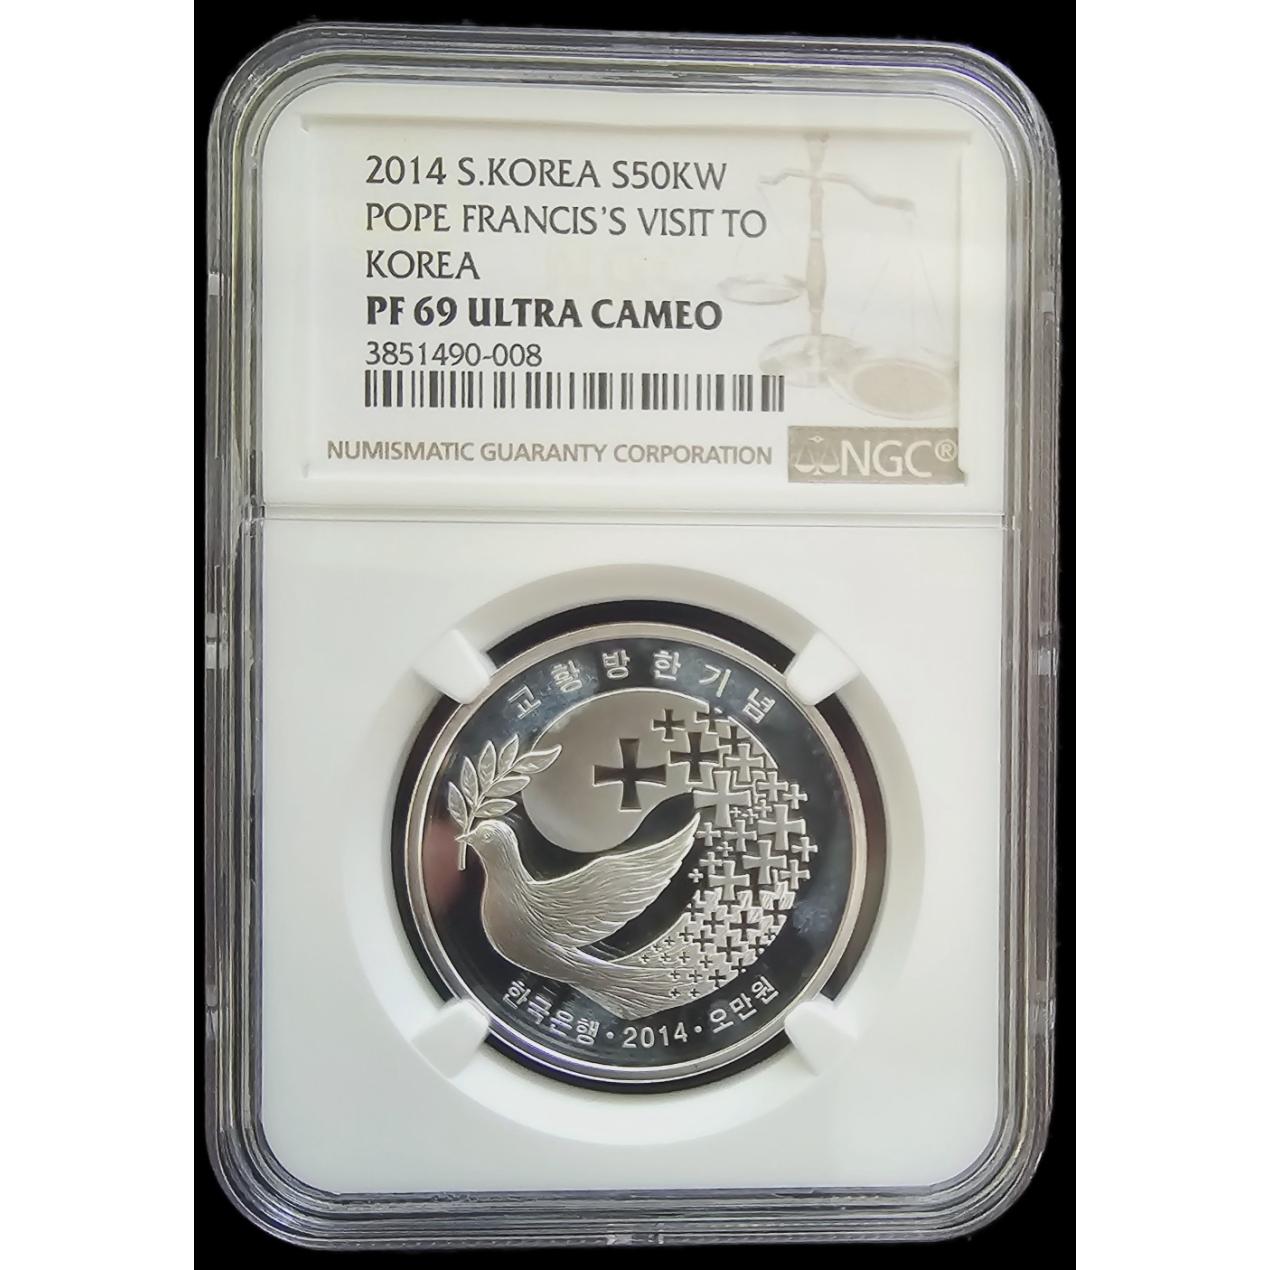 2014 S.KOREA S50KW
POPE FRANCIS'S VISIT TO
KOREA
PF 69 ULTRA CAMEO
3851490-008
NUMISMATIC GUARANTY CORPORATION
NGC®
교황방한기념
한국은행·2014·오만원